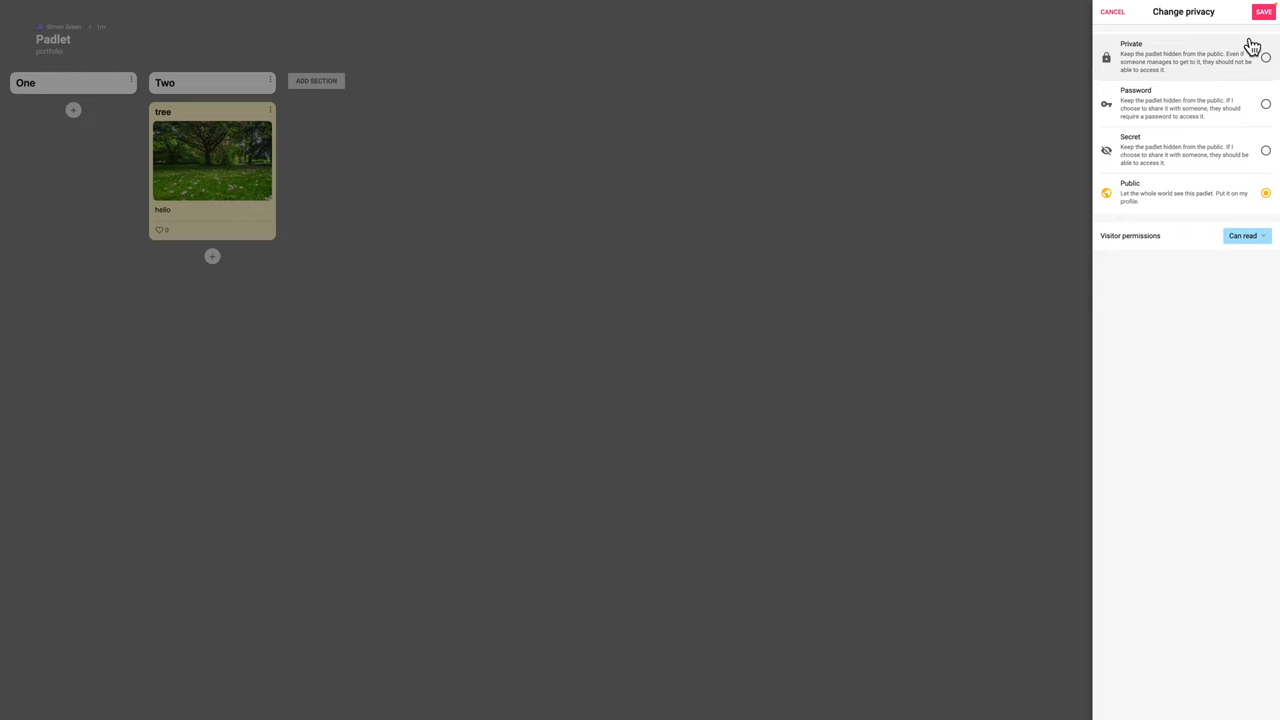 Simon Green + 1m
Padlet
portfolio
One
Two
ADD SECTION
tree
hello
0
CANCEL
Change privacy
SAVE
Private
Keep the padlet hidden from the public. Even if
someone manages to get to it, they should not be
able to access it.
Password
Keep the padlet hidden from the public. If I
choose to share it with someone, they should
require a password to access it.
Secret
Keep the padlet hidden from the public. If I
choose to share it with someone, they should be
able to access it.
Public
Let the whole world see this padlet. Put it on my
profile.
Visitor permissions
Can read